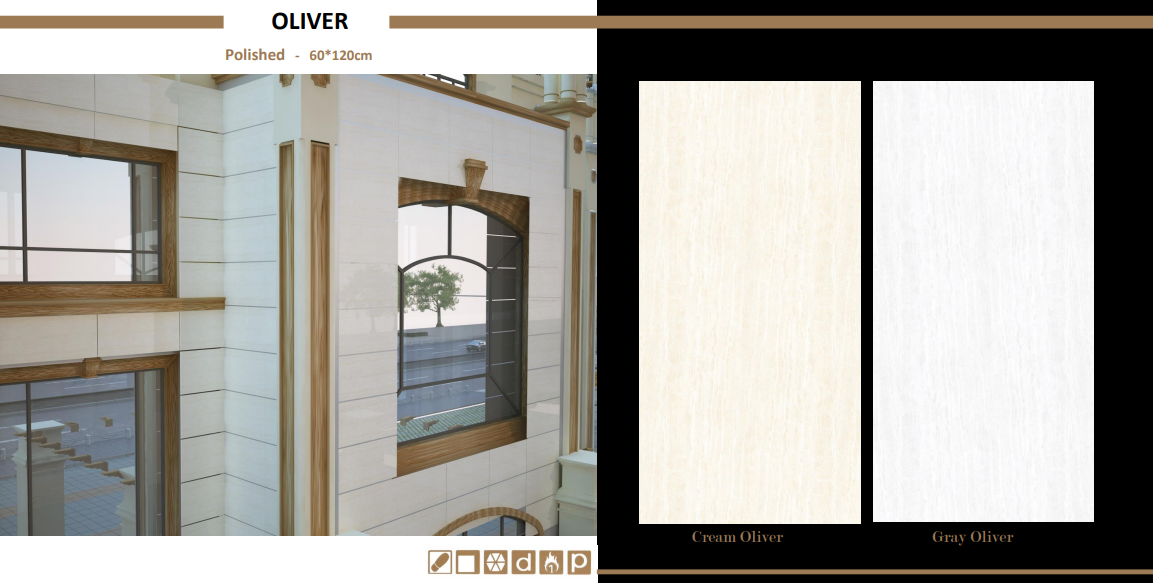 OLIVER
Polished - 60*120cm
d
p
Cream Oliver
Gray Oliver